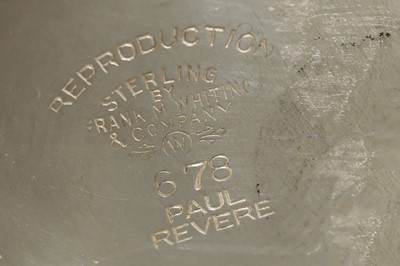 REPRODUCTION
STERLING
BY
FRANK M. WHITING
& COMPANY
W
678
PAUL
REVERE